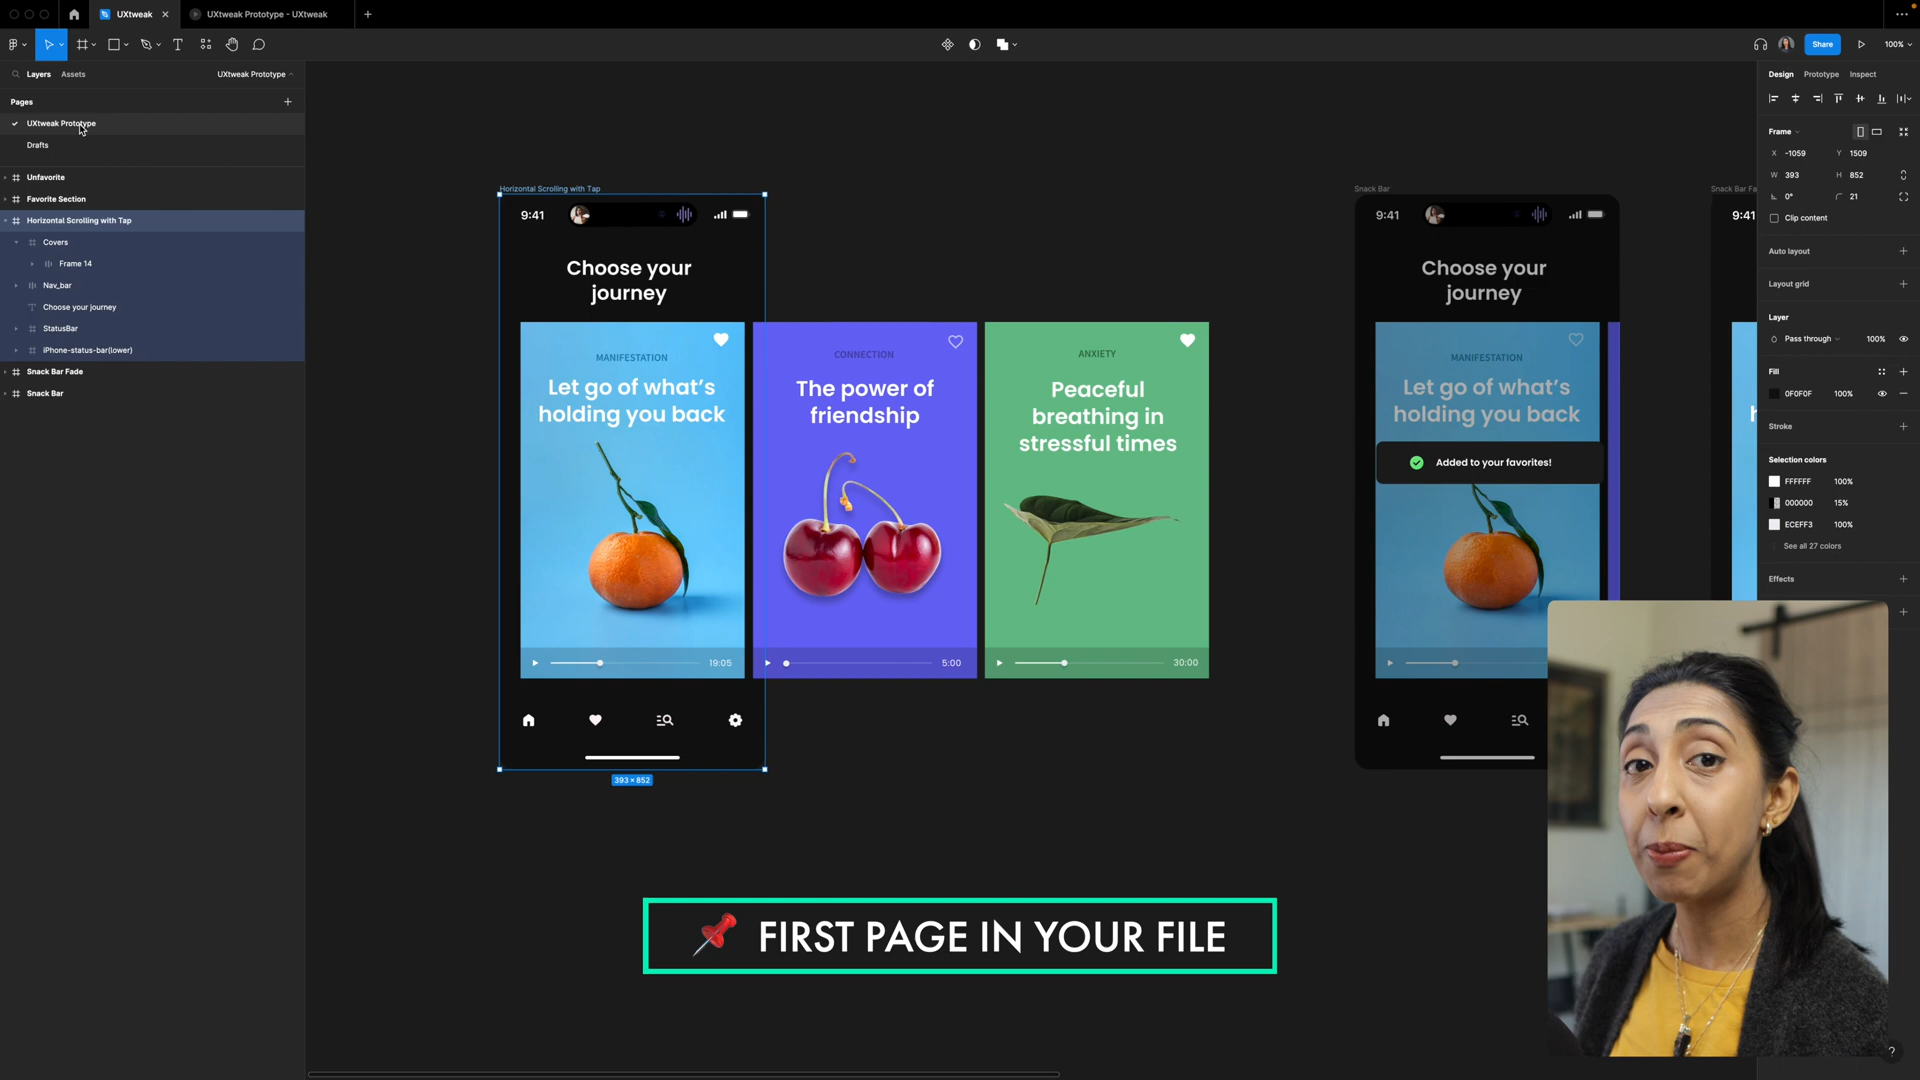 UXtweak
UXtweak Prototype - UXtweak
Share
100%
Layers
Assets
UXtweak Prototype
Pages
UXtweak Prototype
Drafts
Unfavorite
Favorite Section
Horizontal Scrolling with Tap
Covers
Frame 14
Nav_bar
Choose your journey
StatusBar
iPhone-status-bar(lower)
Snack Bar Fade
Snack Bar
Horizontal Scrolling with Tap
9:41
Choose your
journey
MANIFESTATION
Let go of what’s
holding you back
19:05
CONNECTION
The power of
friendship
5:00
ANXIETY
Peaceful
breathing in
stressful times
30:00
393 × 852
Snack Bar
9:41
Choose your
journey
MANIFESTATION
Let go of what’s
holding you back
Added to your favorites!
Snack Bar Fa
9:41
h
FIRST PAGE IN YOUR FILE
Design
Prototype
Inspect
Frame
X -1059
Y 1509
W 393
H 852
0°
21
Clip content
Auto layout
Layout grid
Layer
Pass through
100%
Fill
0F0F0F
100%
Stroke
Selection colors
FFFFFF
100%
000000
15%
ECEFF3
100%
See all 27 colors
Effects
?